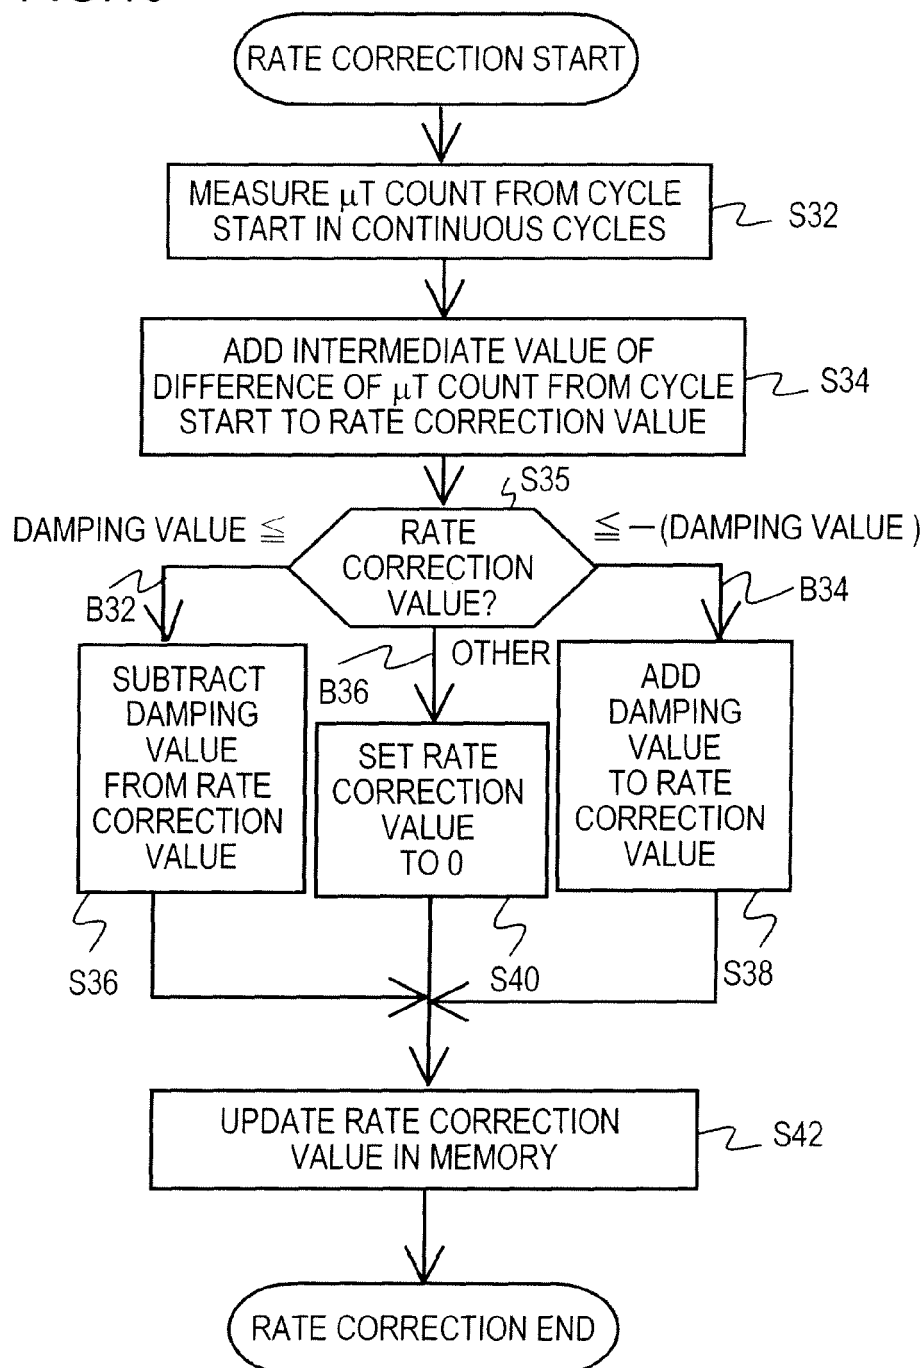 RATE CORRECTION START
MEASURE μT COUNT FROM CYCLE
START IN CONTINUOUS CYCLES
S32
ADD INTERMEDIATE VALUE OF
DIFFERENCE OF μT COUNT FROM CYCLE
START TO RATE CORRECTION VALUE
S34
S35
DAMPING VALUE ≦
RATE
CORRECTION
VALUE?
≦ −(DAMPING VALUE)
B32
B34
B36
OTHER
SUBTRACT
DAMPING
VALUE
FROM RATE
CORRECTION
VALUE
SET RATE
CORRECTION
VALUE
TO 0
ADD
DAMPING
VALUE
TO RATE
CORRECTION
VALUE
S36
S40
S38
UPDATE RATE CORRECTION
VALUE IN MEMORY
S42
RATE CORRECTION END